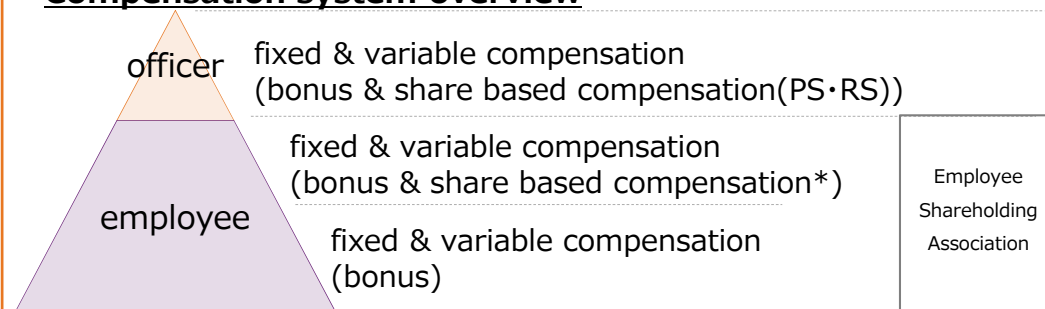 Compensation system overview
officer
fixed & variable compensation
(bonus & share based compensation(PS・RS))
fixed & variable compensation
(bonus & share based compensation*)
employee
fixed & variable compensation
(bonus)
Employee
Shareholding
Association